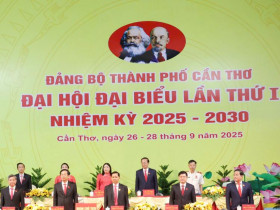 ĐẢNG BỘ THÀNH PHỐ CẦN THƠ
ĐẠI HỘI ĐẠI BIỂU LẦN THỨ I
NHIỆM KỲ 2025 - 2030
Cần Thơ, ngày 26 - 28 tháng 9 năm 2025